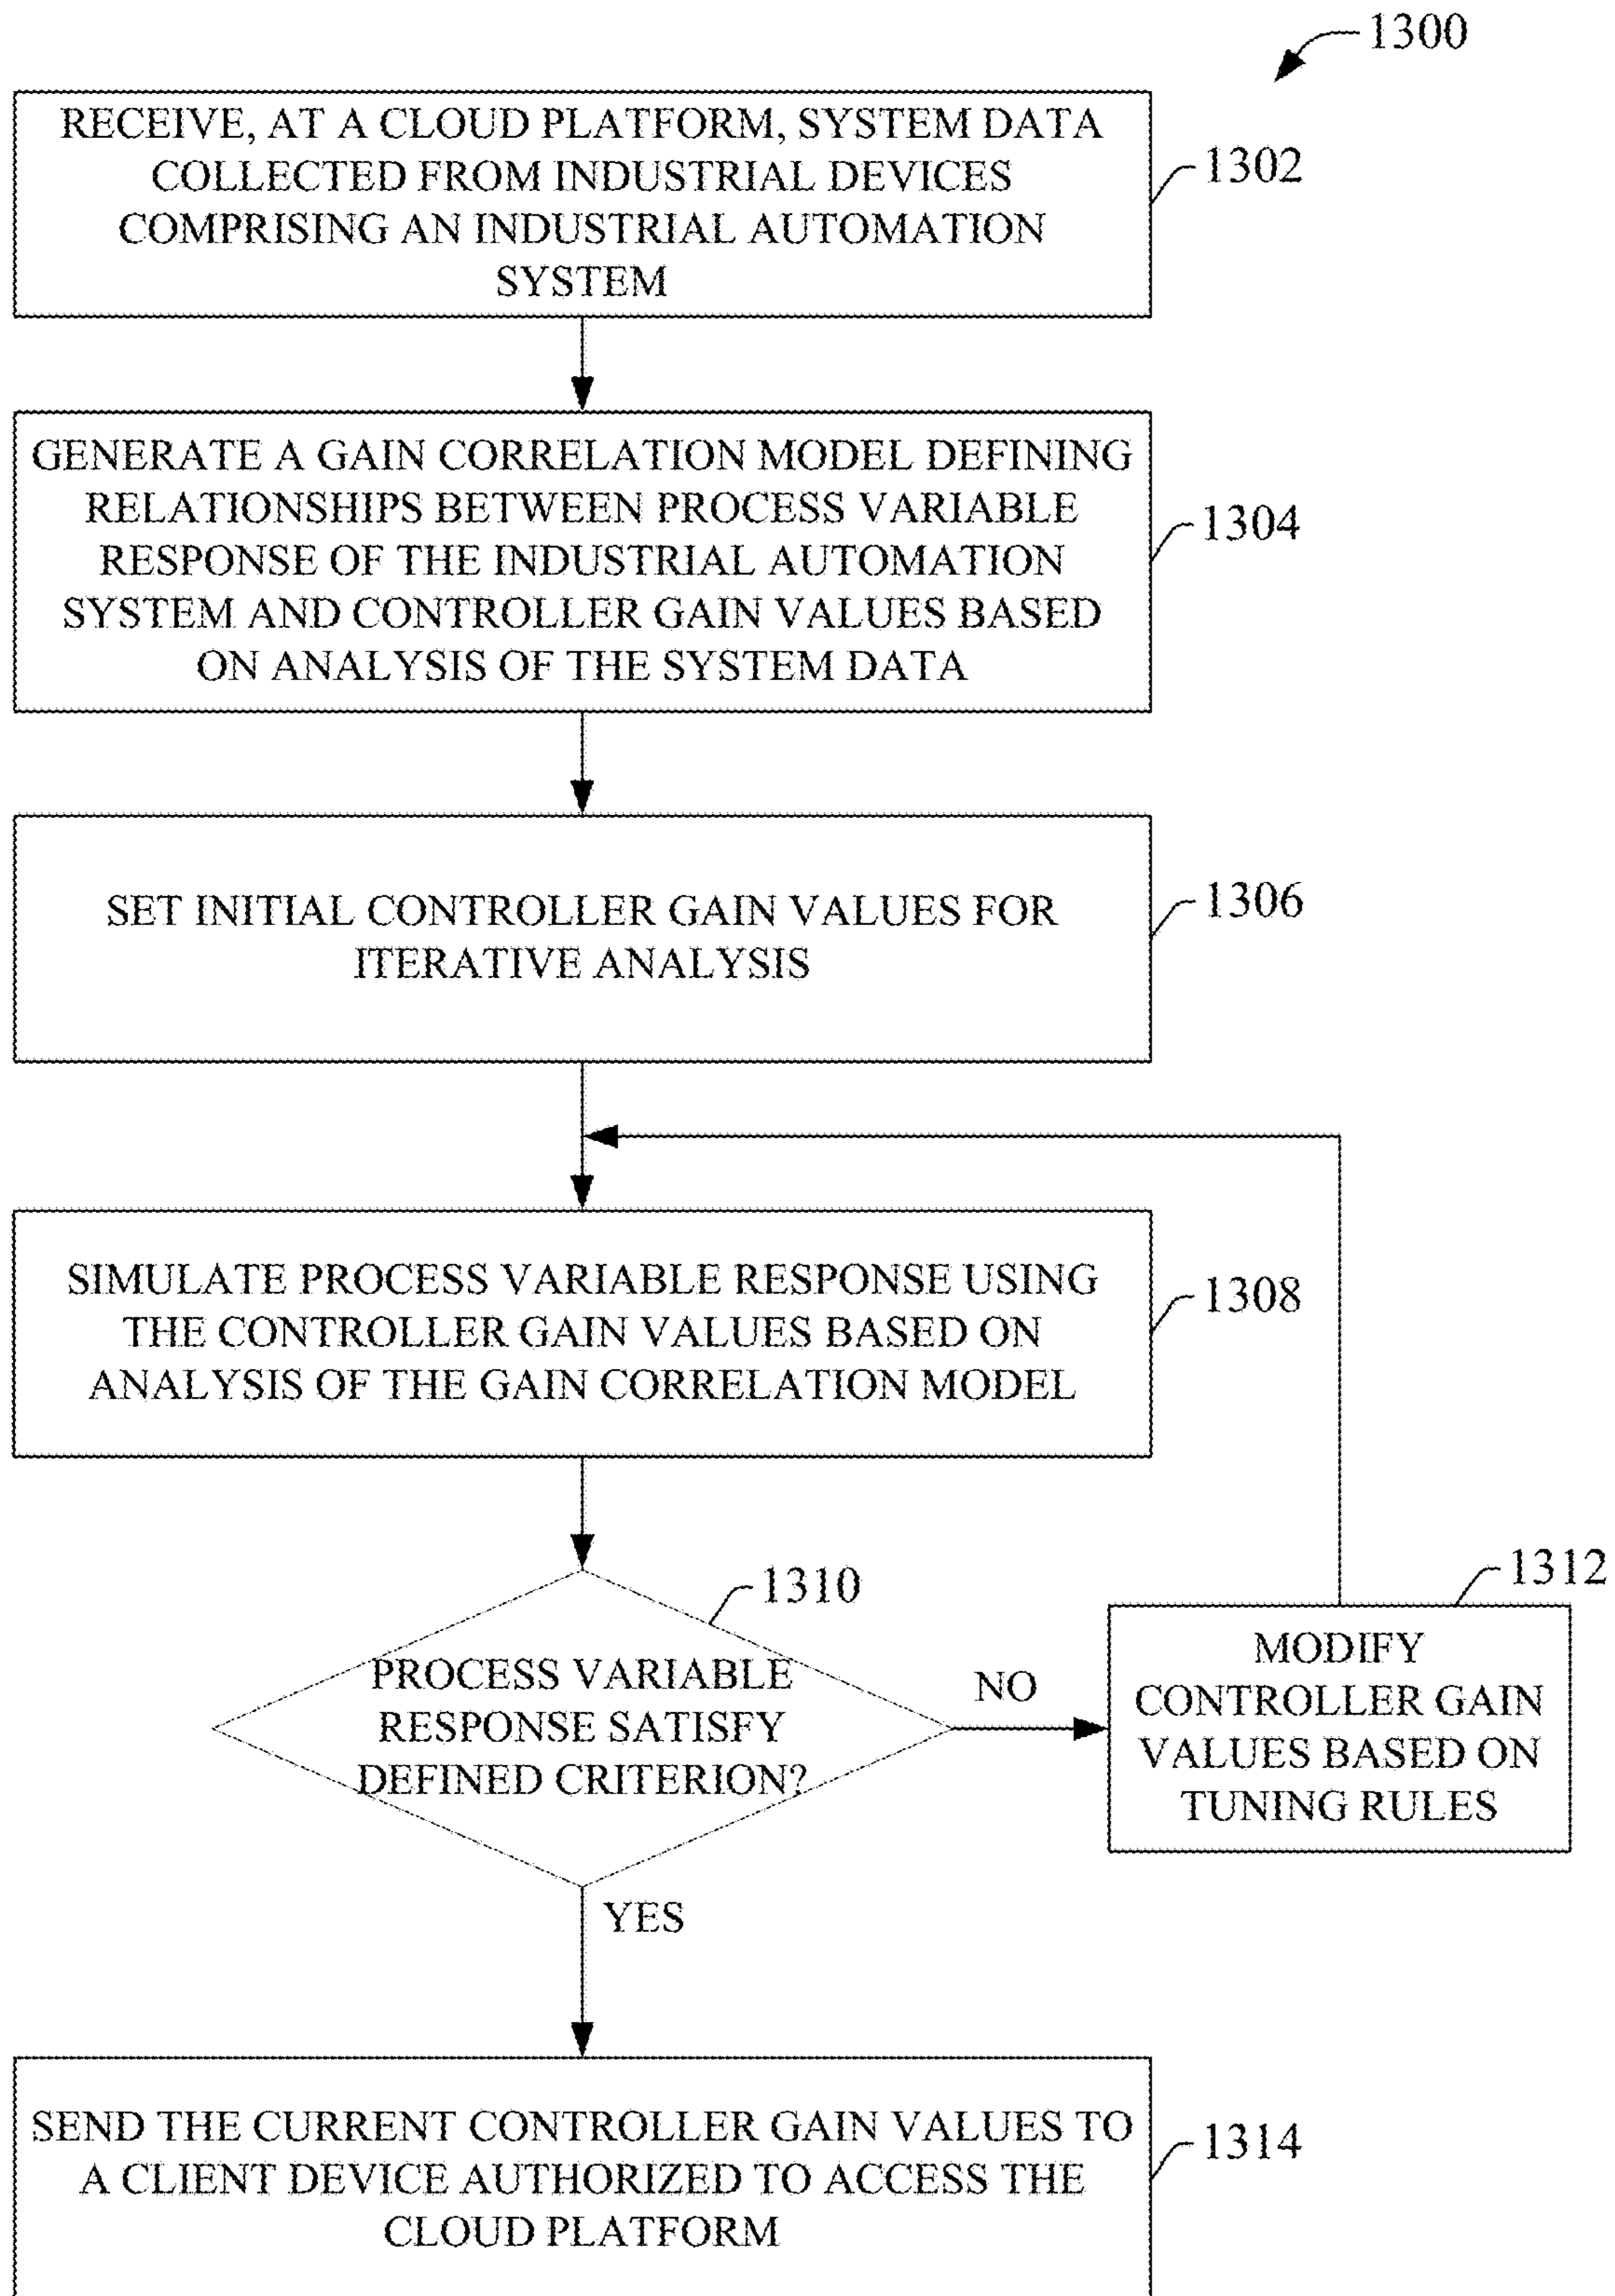 1300
RECEIVE, AT A CLOUD PLATFORM, SYSTEM DATA
COLLECTED FROM INDUSTRIAL DEVICES
COMPRISING AN INDUSTRIAL AUTOMATION
SYSTEM
1302
GENERATE A GAIN CORRELATION MODEL DEFINING
RELATIONSHIPS BETWEEN PROCESS VARIABLE
RESPONSE OF THE INDUSTRIAL AUTOMATION
SYSTEM AND CONTROLLER GAIN VALUES BASED
ON ANALYSIS OF THE SYSTEM DATA
1304
SET INITIAL CONTROLLER GAIN VALUES FOR
ITERATIVE ANALYSIS
1306
SIMULATE PROCESS VARIABLE RESPONSE USING
THE CONTROLLER GAIN VALUES BASED ON
ANALYSIS OF THE GAIN CORRELATION MODEL
1308
1310
PROCESS VARIABLE
RESPONSE SATISFY
DEFINED CRITERION?
NO
1312
MODIFY
CONTROLLER GAIN
VALUES BASED ON
TUNING RULES
YES
SEND THE CURRENT CONTROLLER GAIN VALUES TO
A CLIENT DEVICE AUTHORIZED TO ACCESS THE
CLOUD PLATFORM
1314